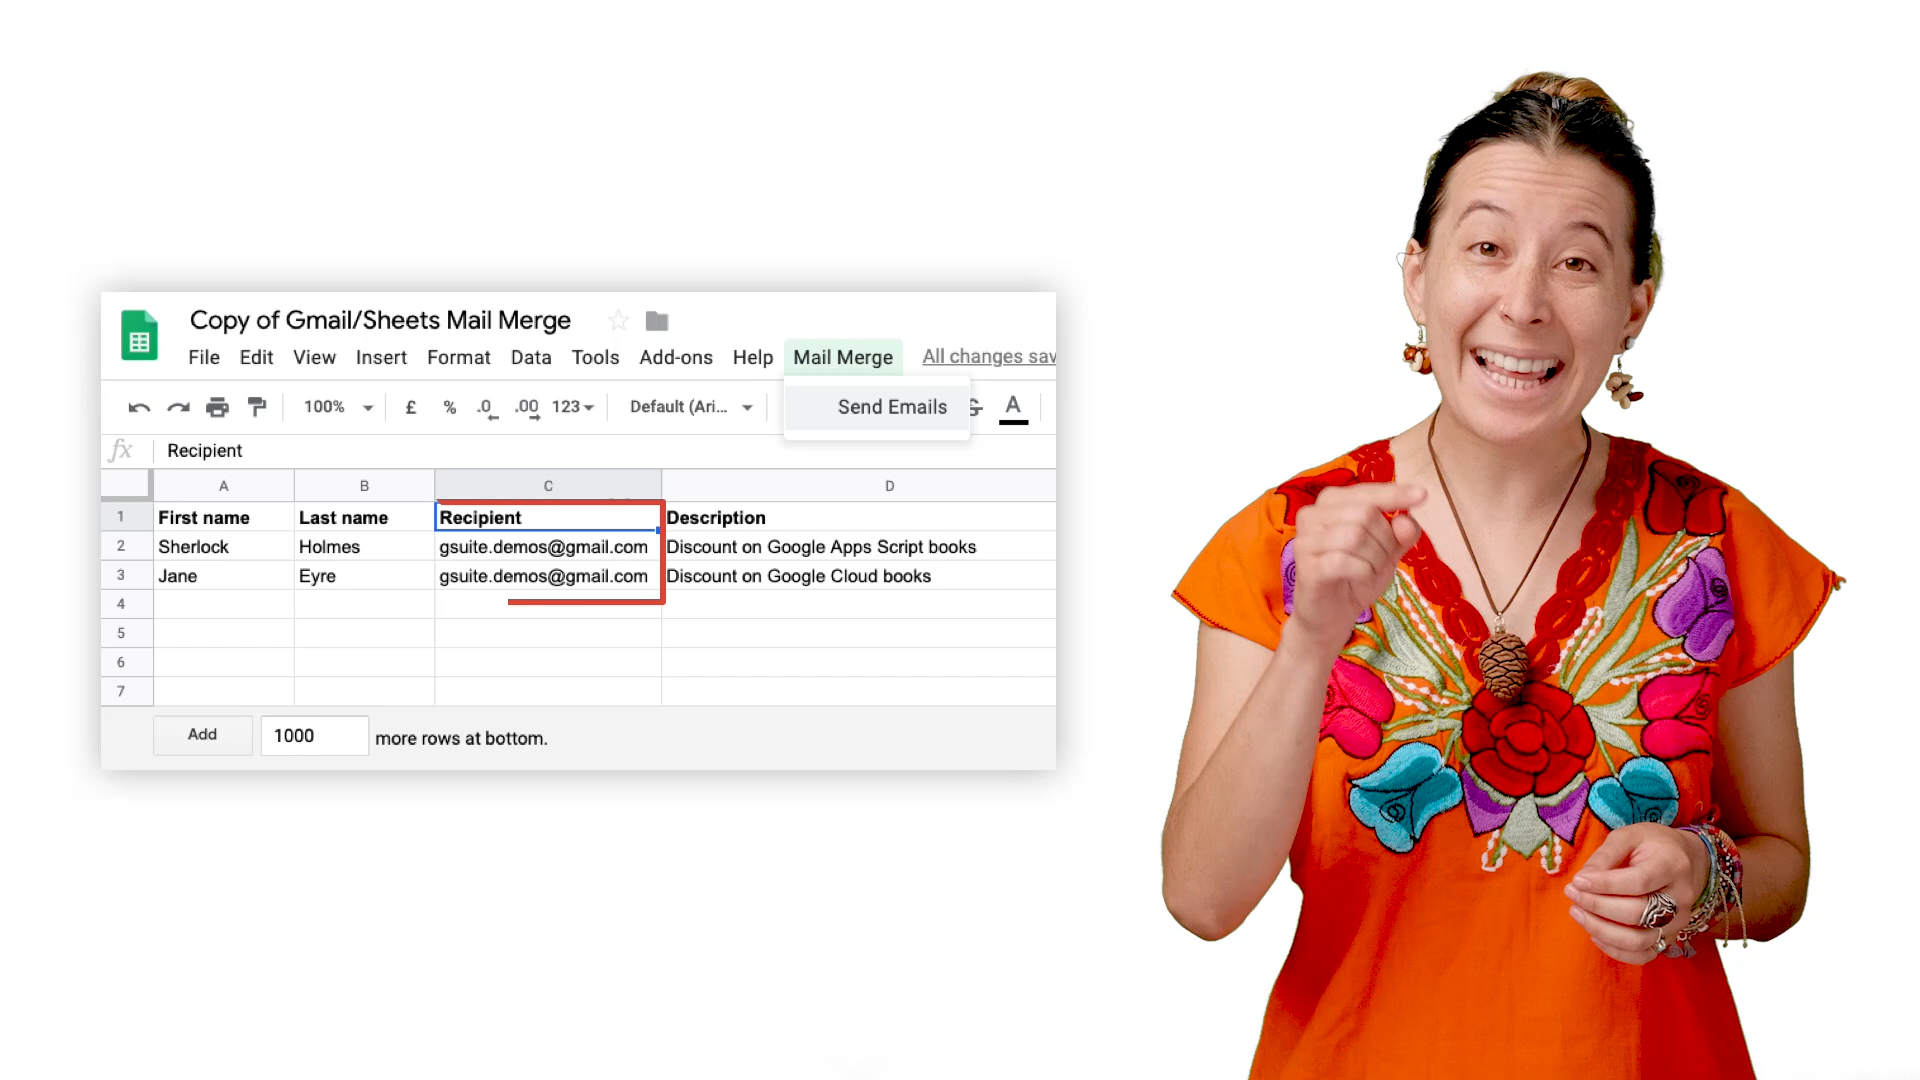 Copy of Gmail/Sheets Mail Merge
File Edit View Insert Format Data Tools Add-ons Help Mail Merge All changes sav
100% £ % .0 .00 123 Default (Ari... Send Emails S A
fx Recipient
A B C D
1 First name Last name Recipient Description
2 Sherlock Holmes gsuite.demos@gmail.com Discount on Google Apps Script books
3 Jane Eyre gsuite.demos@gmail.com Discount on Google Cloud books
4
5
6
7
Add 1000 more rows at bottom.